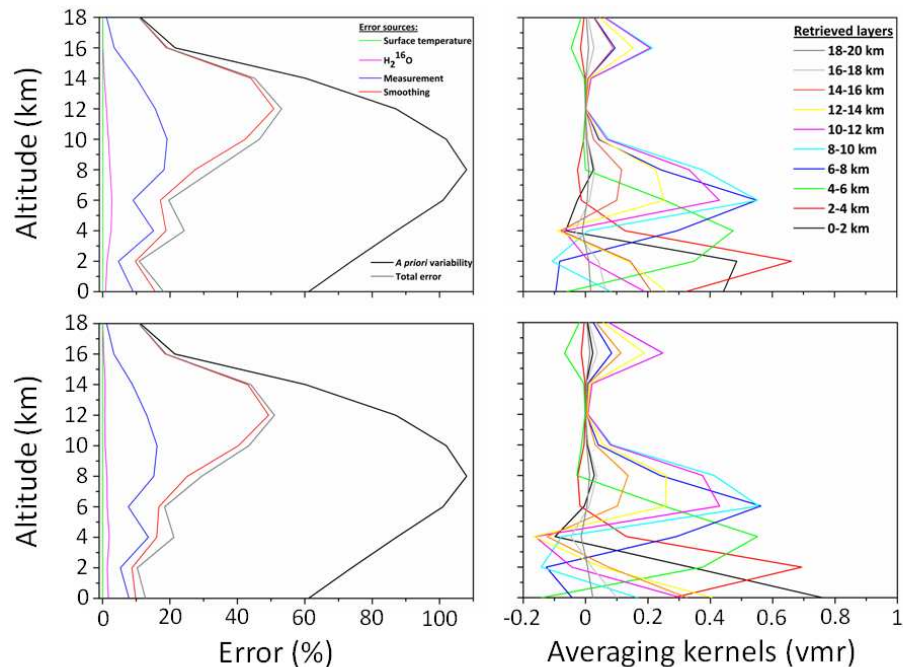 18
16
14
12
10
8
6
4
2
0
Altitude (km)
Error sources:
Surface temperature
H₂¹⁶O
Measurement
Smoothing
A priori variability
Total error
Retrieved layers
18-20 km
16-18 km
14-16 km
12-14 km
10-12 km
8-10 km
6-8 km
4-6 km
2-4 km
0-2 km
18
16
14
12
10
8
6
4
2
0
Altitude (km)
0 20 40 60 80 100
Error (%)
-0.2 0 0.2 0.4 0.6 0.8 1
Averaging kernels (vmr)